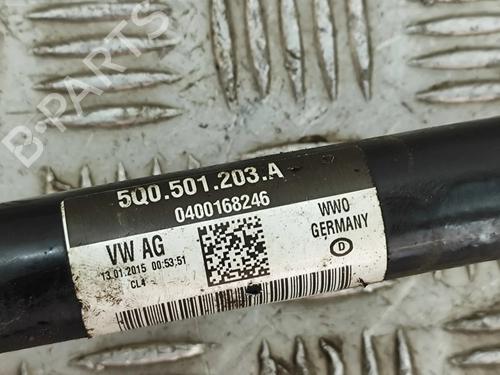 B-PARTS
5Q0.501.203.A
0400168246
VW AG
13.01.2015 00:53:51
CL4
WWO
GERMANY
D